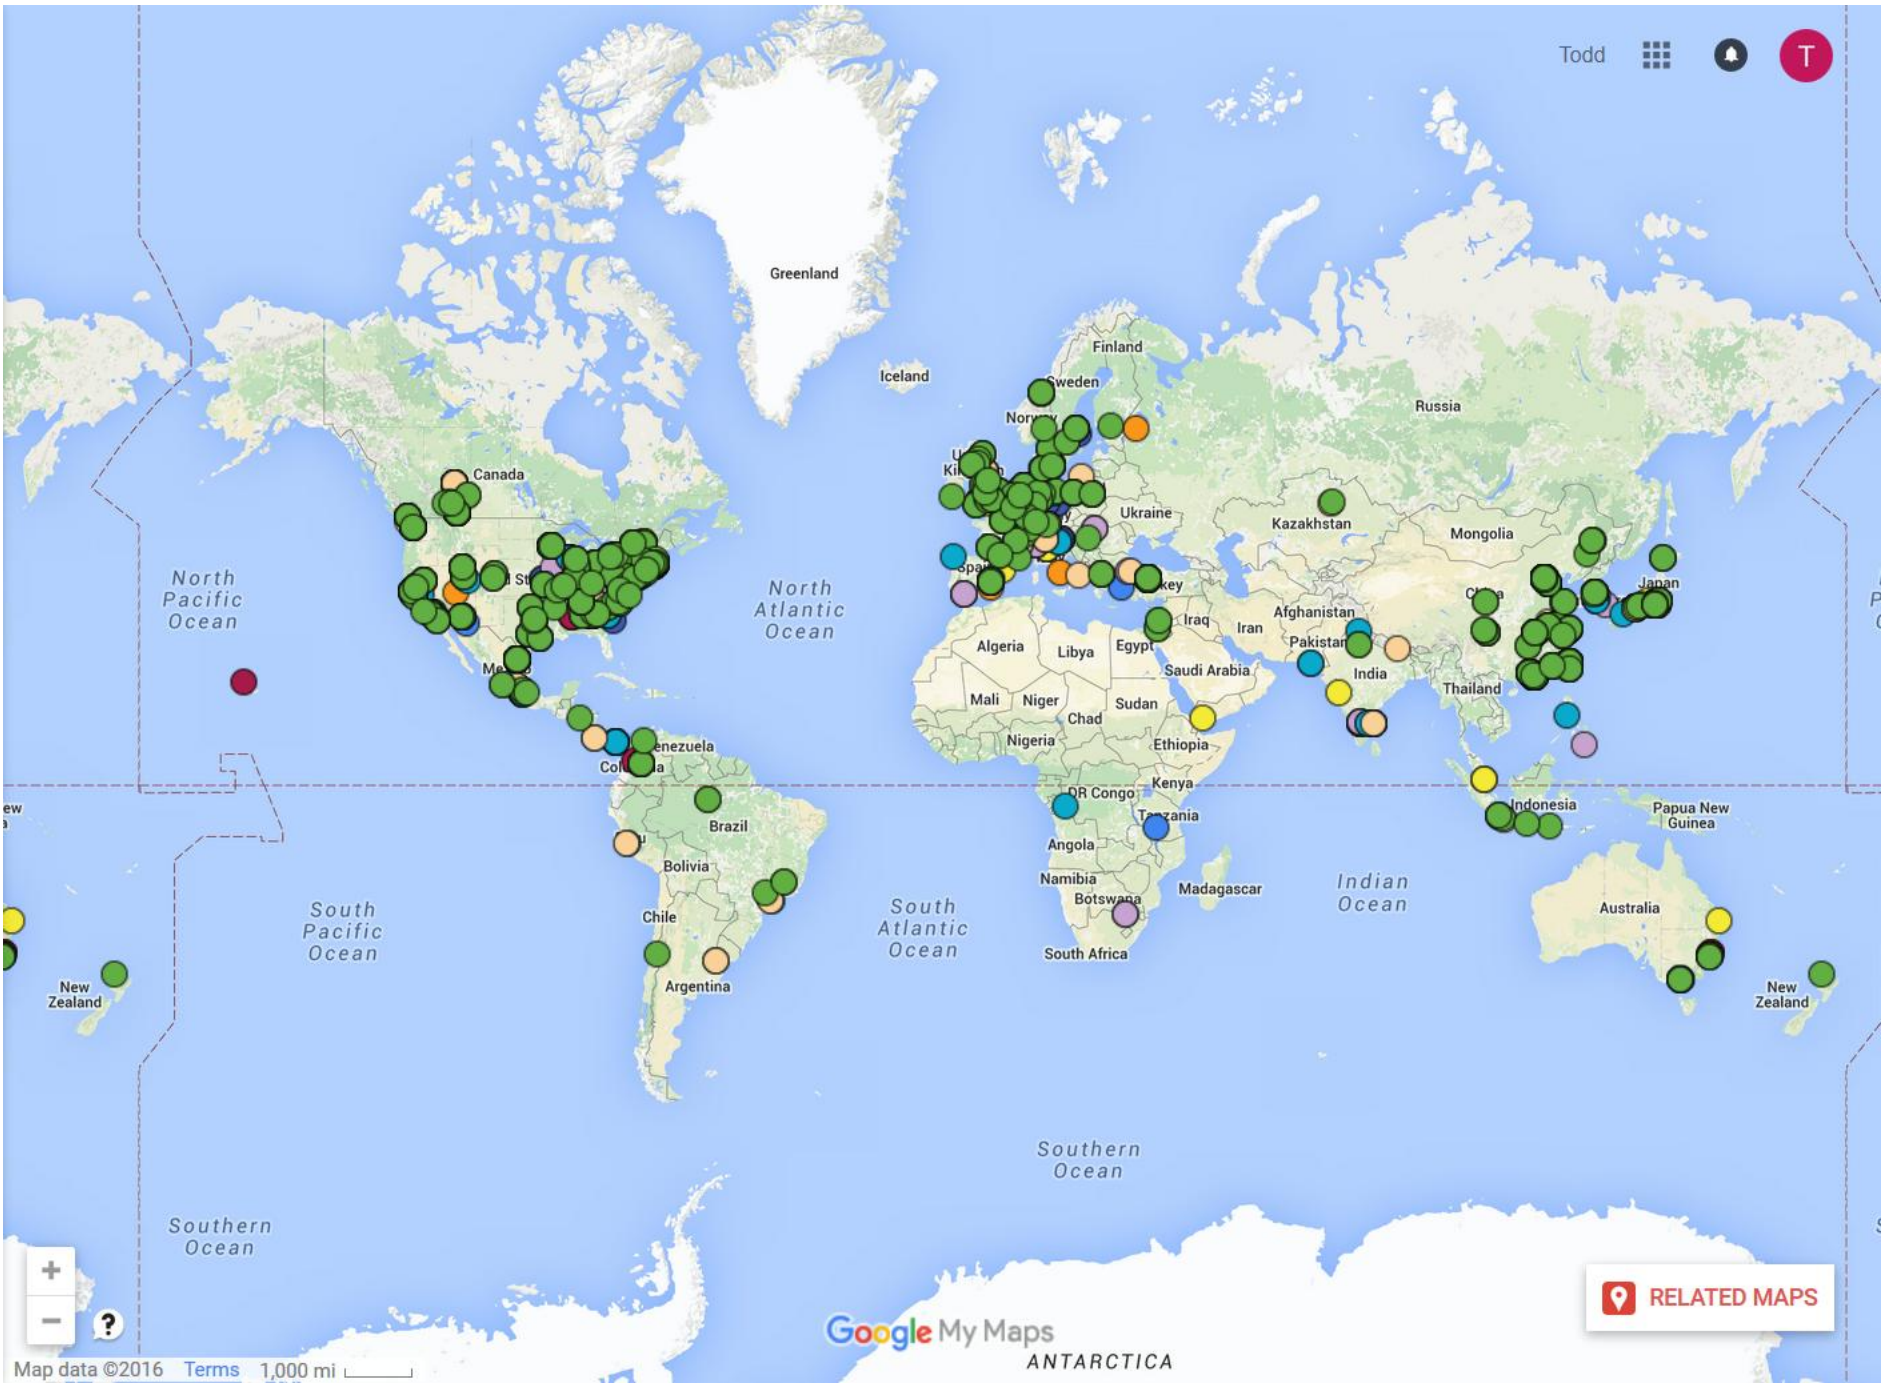 Todd
T
Greenland
Finland
Iceland
Sweden
Russia
Canada
Ukraine
Kazakhstan
Mongolia
North
Pacific
Ocean
North
Atlantic
Ocean
Japan
Afghanistan
Iraq
Iran
Algeria
Libya
Egypt
Pakistan
India
Saudi Arabia
Thailand
Mali
Niger
Sudan
Chad
Nigeria
Ethiopia
Kenya
DR Congo
Tanzania
Indonesia
Papua New
Guinea
Brazil
Bolivia
Angola
Namibia
Botswana
Madagascar
Indian
Ocean
Australia
South
Pacific
Ocean
Chile
South
Atlantic
Ocean
South Africa
Argentina
New
Zealand
New
Zealand
Southern
Ocean
Southern
Ocean
+
−
?
RELATED MAPS
Google My Maps
ANTARCTICA
Map data ©2016 Terms 1,000 mi